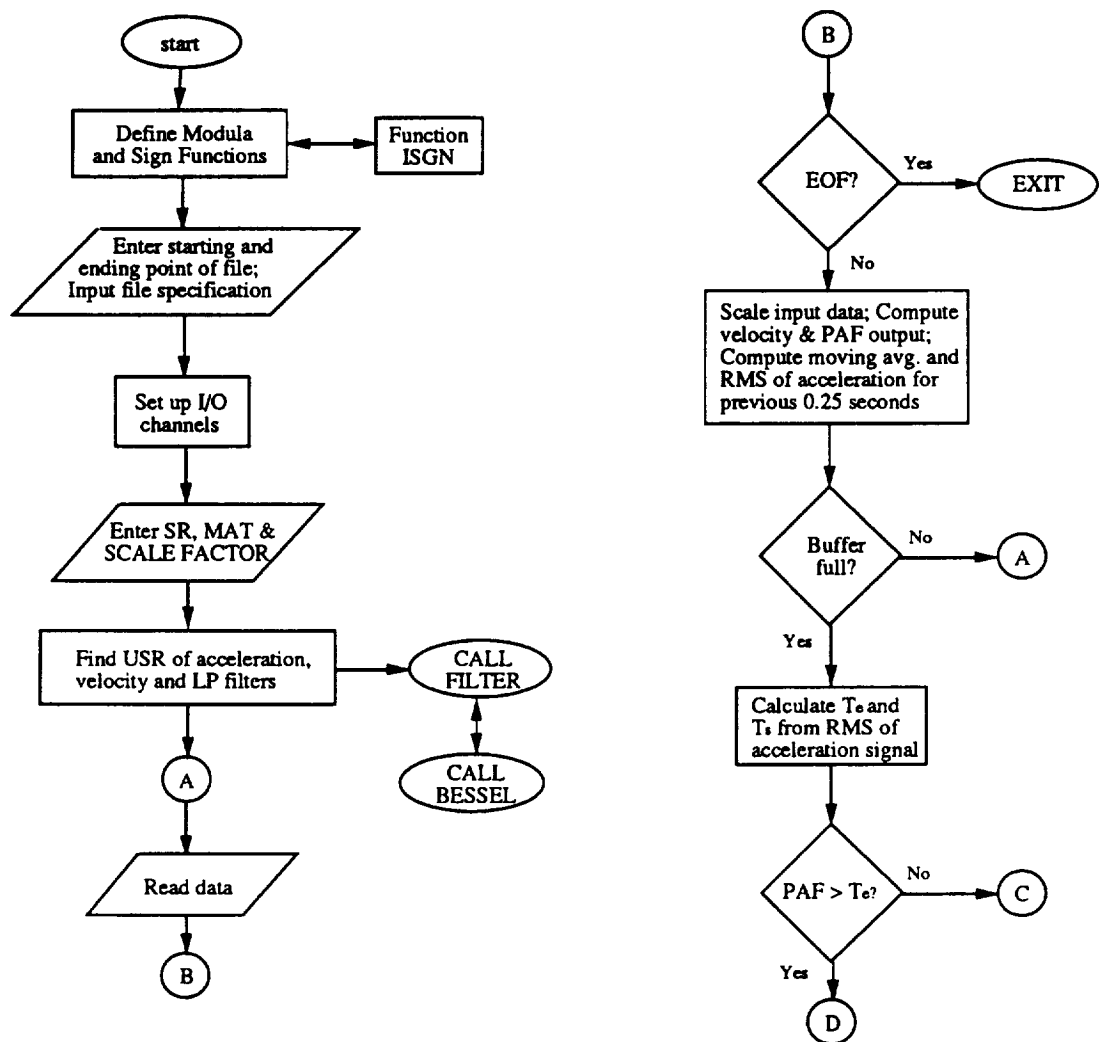 start
Define Modula
and Sign Functions
Function
ISGN
Enter starting and
ending point of file;
Input file specification
Set up I/O
channels
Enter SR, MAT &
SCALE FACTOR
Find USR of acceleration,
velocity and LP filters
CALL
FILTER
CALL
BESSEL
A
Read data
B
B
EOF?
Yes
EXIT
No
Scale input data; Compute
velocity & PAF output;
Compute moving avg. and
RMS of acceleration for
previous 0.25 seconds
Buffer
full?
No
A
Yes
Calculate Te and
Ts from RMS of
acceleration signal
PAF > Te?
No
C
Yes
D